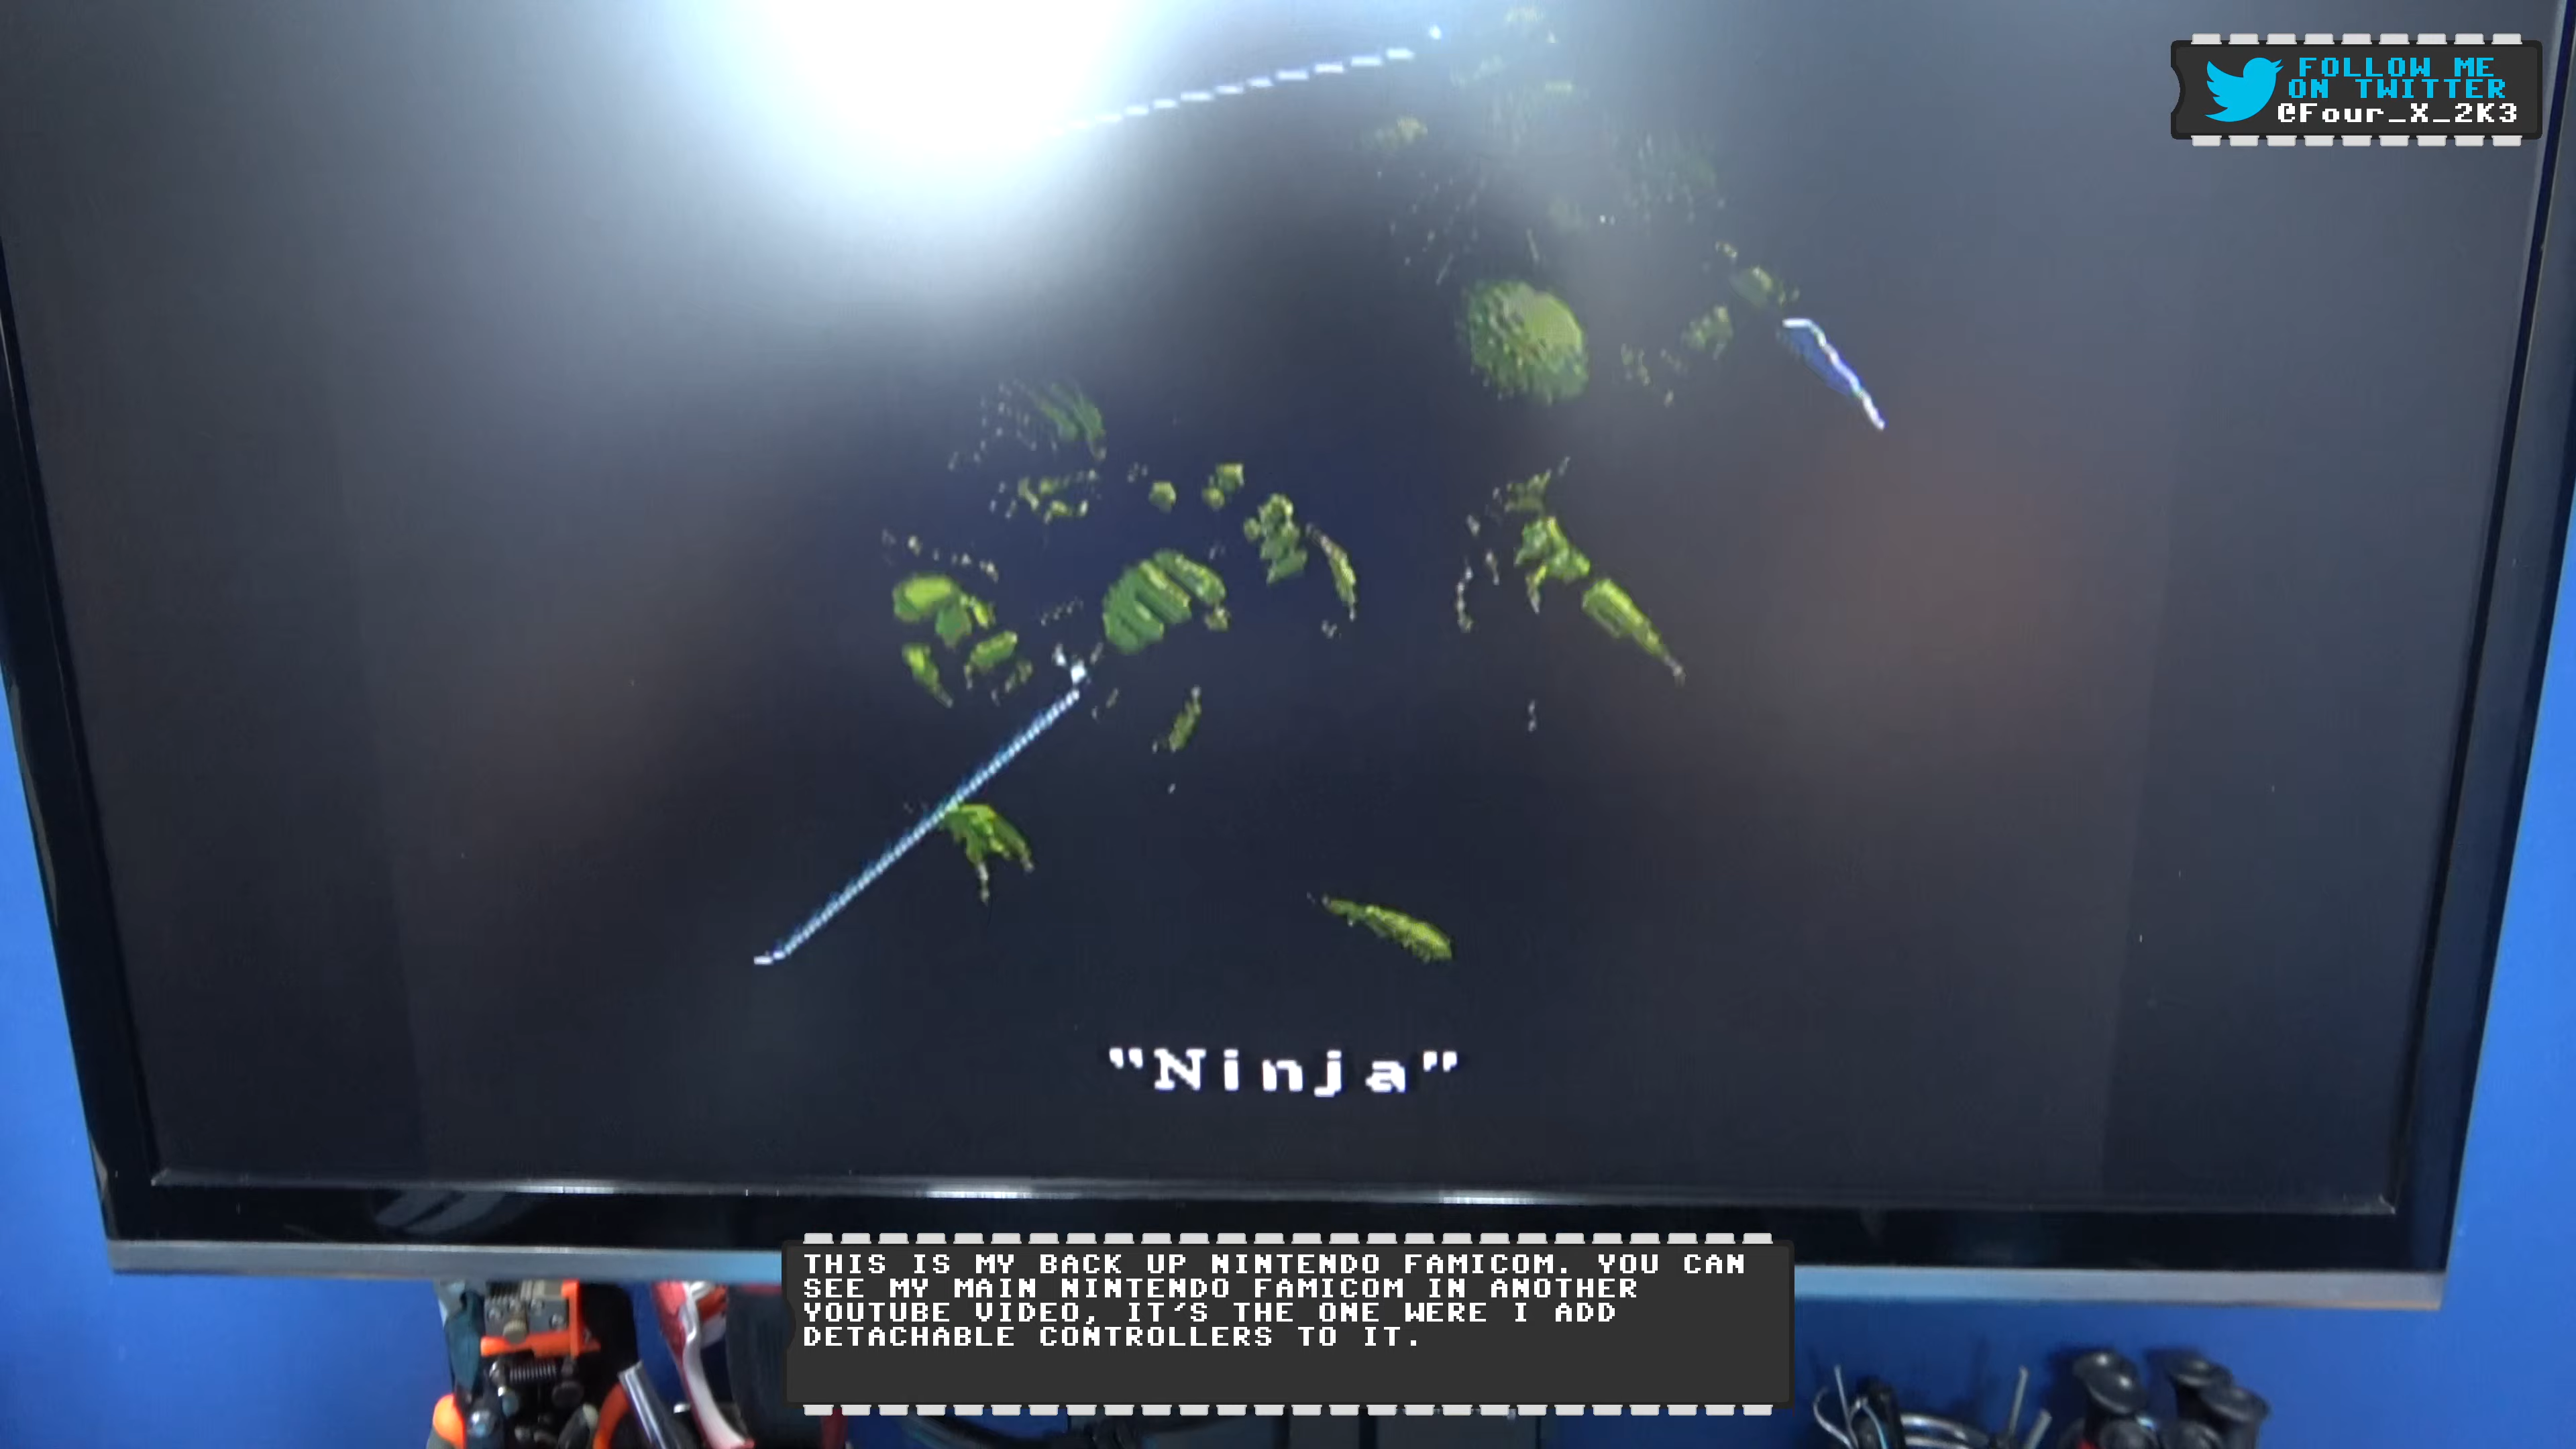 FOLLOW ME
ON TWITTER
@Four_X_2K3
"Ninja"
THIS IS MY BACK UP NINTENDO FAMICOM. YOU CAN
SEE MY MAIN NINTENDO FAMICOM IN ANOTHER
YOUTUBE VIDEO, IT'S THE ONE WERE I ADD
DETACHABLE CONTROLLERS TO IT.